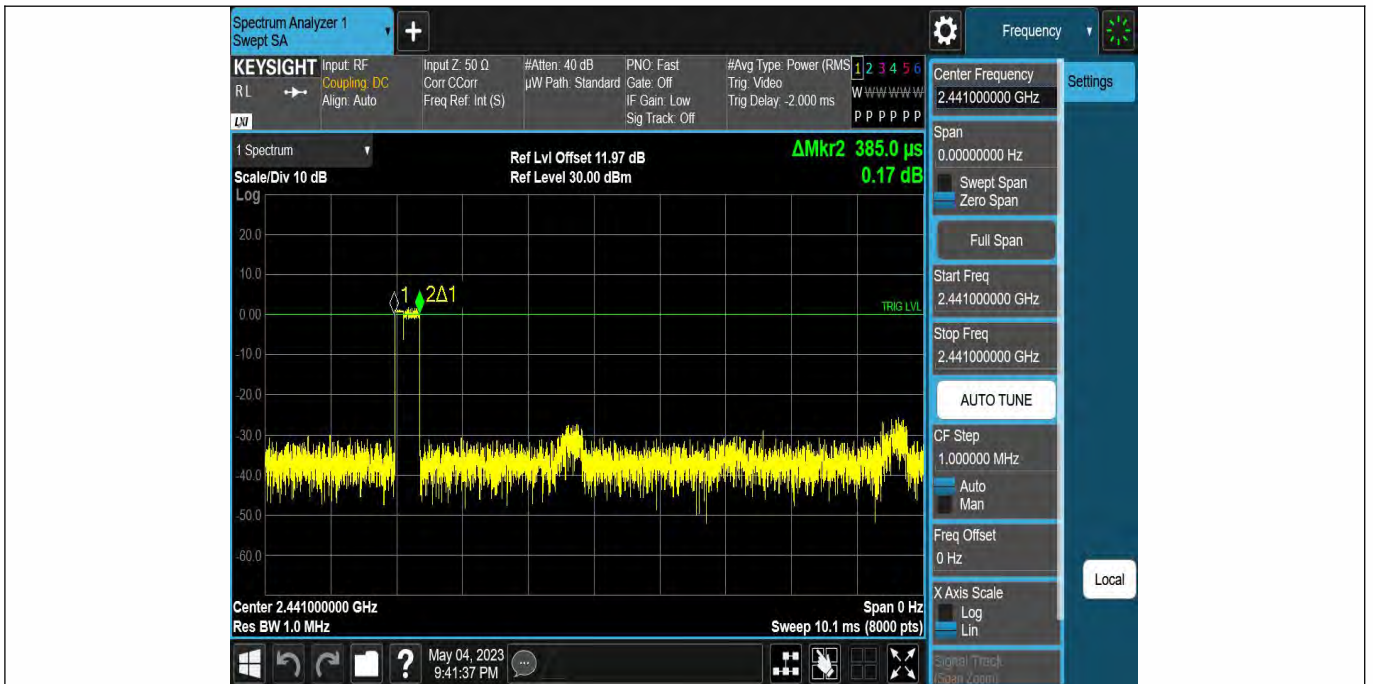 Spectrum Analyzer 1
Swept SA
+
Frequency
KEYSIGHT
RL
LXI
Input: RF
Coupling: DC
Align: Auto
Input Z: 50 Ω
Corr CCorr
Freq Ref: Int (S)
#Atten: 40 dB
µW Path: Standard
PNO: Fast
Gate: Off
IF Gain: Low
Sig Track: Off
#Avg Type: Power (RMS
Trig: Video
Trig Delay: -2.000 ms
1 2 3 4 5 6
W W W W W W
P P P P P P
1 Spectrum
Scale/Div 10 dB
Log
Ref Lvl Offset 11.97 dB
Ref Level 30.00 dBm
ΔMkr2 385.0 µs
0.17 dB
20.0
10.0
0.00
-10.0
-20.0
-30.0
-40.0
-50.0
-60.0
1
2Δ1
TRIG LVL
Center 2.441000000 GHz
Res BW 1.0 MHz
Span 0 Hz
Sweep 10.1 ms (8000 pts)
Center Frequency
2.441000000 GHz
Settings
Span
0.00000000 Hz
Swept Span
Zero Span
Full Span
Start Freq
2.441000000 GHz
Stop Freq
2.441000000 GHz
AUTO TUNE
CF Step
1.000000 MHz
Auto
Man
Freq Offset
0 Hz
X Axis Scale
Log
Lin
Signal Track
(Span Zoom)
Local
?
May 04, 2023
9:41:37 PM